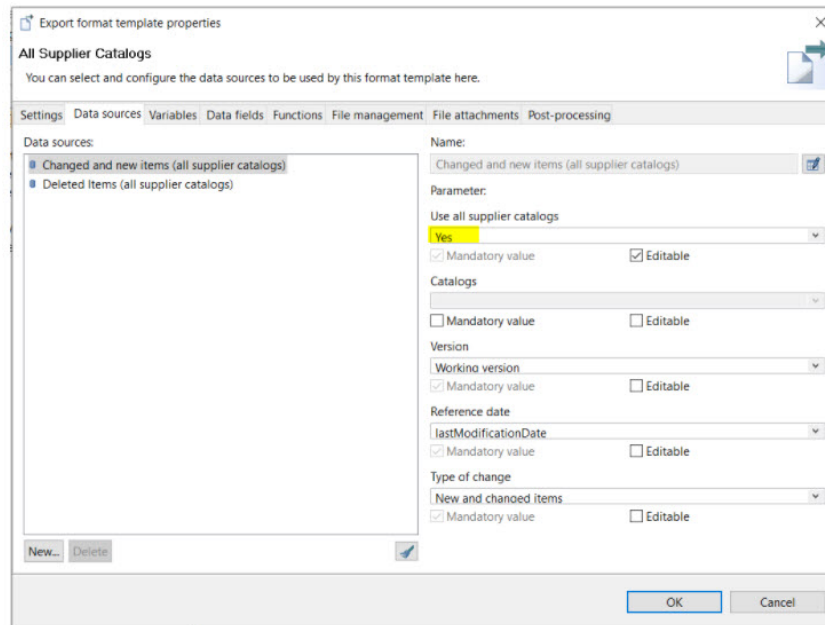 Export format template properties
All Supplier Catalogs
You can select and configure the data sources to be used by this format template here.
Settings Data sources Variables Data fields Functions File management File attachments Post-processing
Data sources:
Changed and new items (all supplier catalogs)
Deleted Items (all supplier catalogs)
New... Delete
Name:
Changed and new items (all supplier catalogs)
Parameter:
Use all supplier catalogs
Yes
Mandatory value Editable
Catalogs
Mandatory value Editable
Version
Working version
Mandatory value Editable
Reference date
lastModificationDate
Mandatory value Editable
Type of change
New and changed items
Mandatory value Editable
OK Cancel